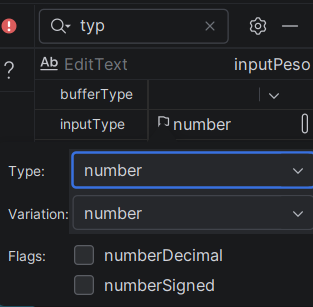 typ
?
Ab EditText inputPeso
bufferType
inputType number
Type: number
Variation: number
Flags: numberDecimal
numberSigned